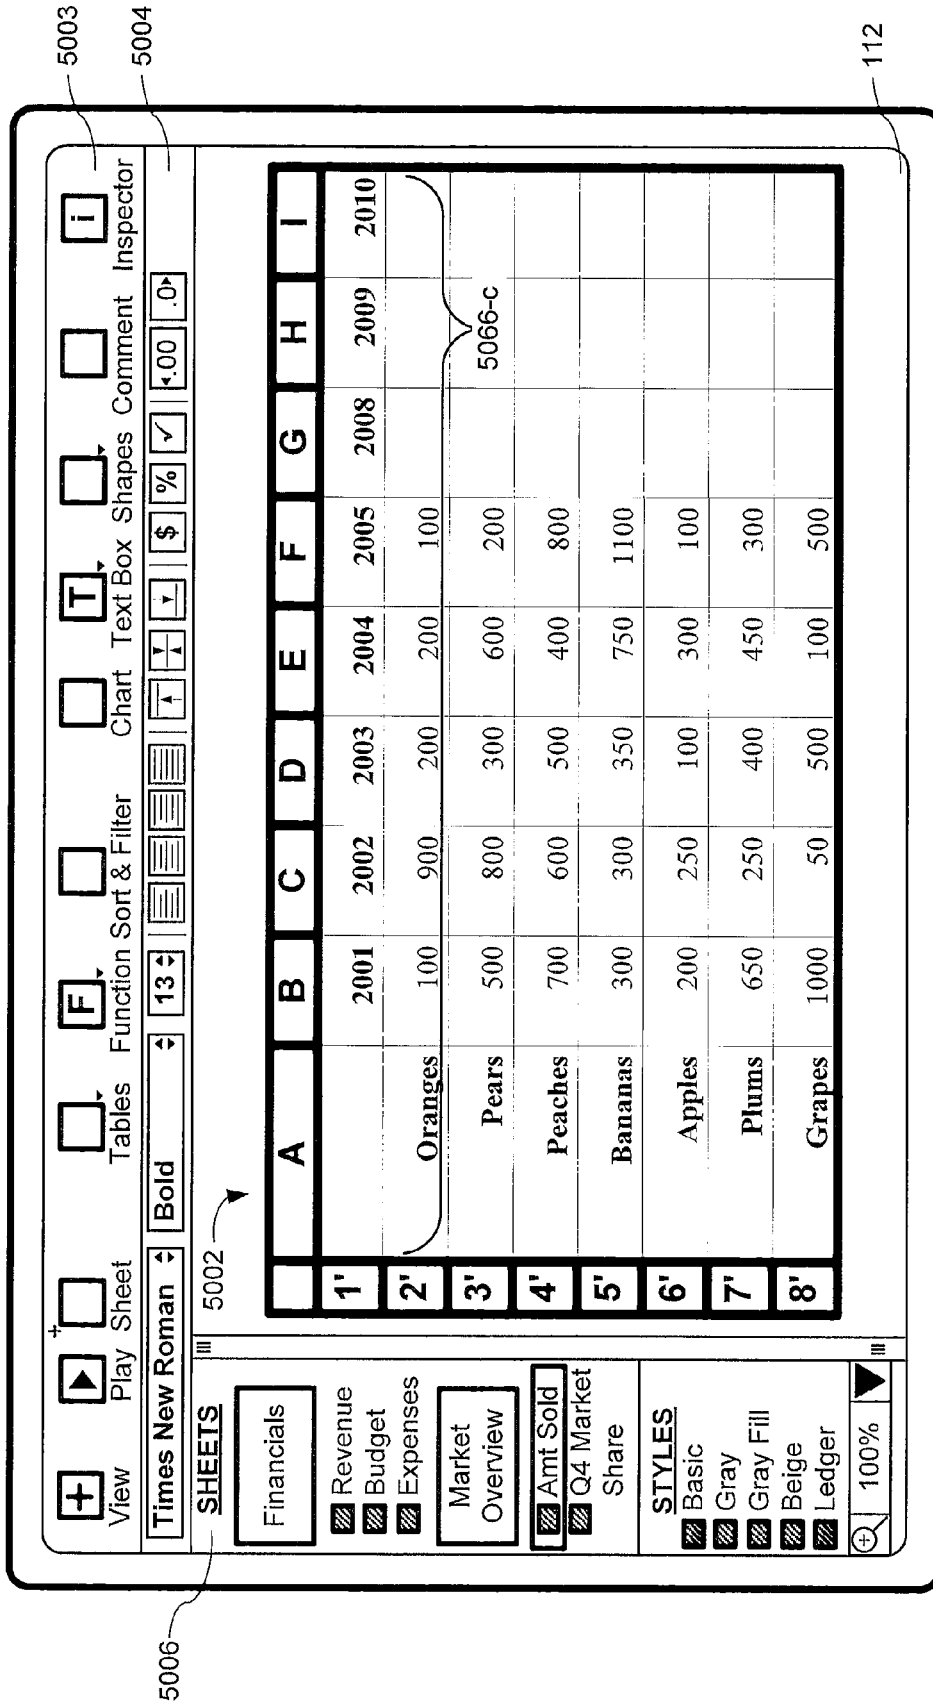 5003
5004
112
5006
5002
View Play Sheet Tables Function Sort & Filter Chart Text Box Shapes Comment Inspector
+ F T i
Times New Roman Bold 13 $ % ✓ .00 .0
SHEETS
Financials
Revenue
Budget
Expenses
Market
Overview
Amt Sold
Q4 Market
Share
STYLES
Basic
Gray
Gray Fill
Beige
Ledger
100%
A B C D E F G H I
1' 2001 2002 2003 2004 2005 2008 2009 2010
2' Oranges 100 900 200 200 100
5066-c
3' Pears 500 800 300 600 200
4' Peaches 700 600 500 400 800
5' Bananas 300 300 350 750 1100
6' Apples 200 250 100 300 100
7' Plums 650 250 400 450 300
8' Grapes 1000 50 500 100 500